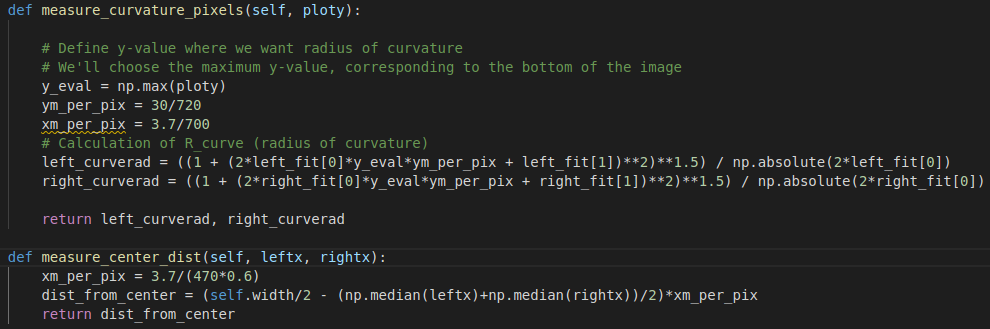 def measure_curvature_pixels(self, ploty):
# Define y-value where we want radius of curvature
# We'll choose the maximum y-value, corresponding to the bottom of the image
y_eval = np.max(ploty)
ym_per_pix = 30/720
xm_per_pix = 3.7/700
# Calculation of R_curve (radius of curvature)
left_curverad = ((1 + (2*left_fit[0]*y_eval*ym_per_pix + left_fit[1])**2)**1.5) / np.absolute(2*left_fit[0])
right_curverad = ((1 + (2*right_fit[0]*y_eval*ym_per_pix + right_fit[1])**2)**1.5) / np.absolute(2*right_fit[0])
return left_curverad, right_curverad
def measure_center_dist(self, leftx, rightx):
xm_per_pix = 3.7/(470*0.6)
dist_from_center = (self.width/2 - (np.median(leftx)+np.median(rightx))/2)*xm_per_pix
return dist_from_center